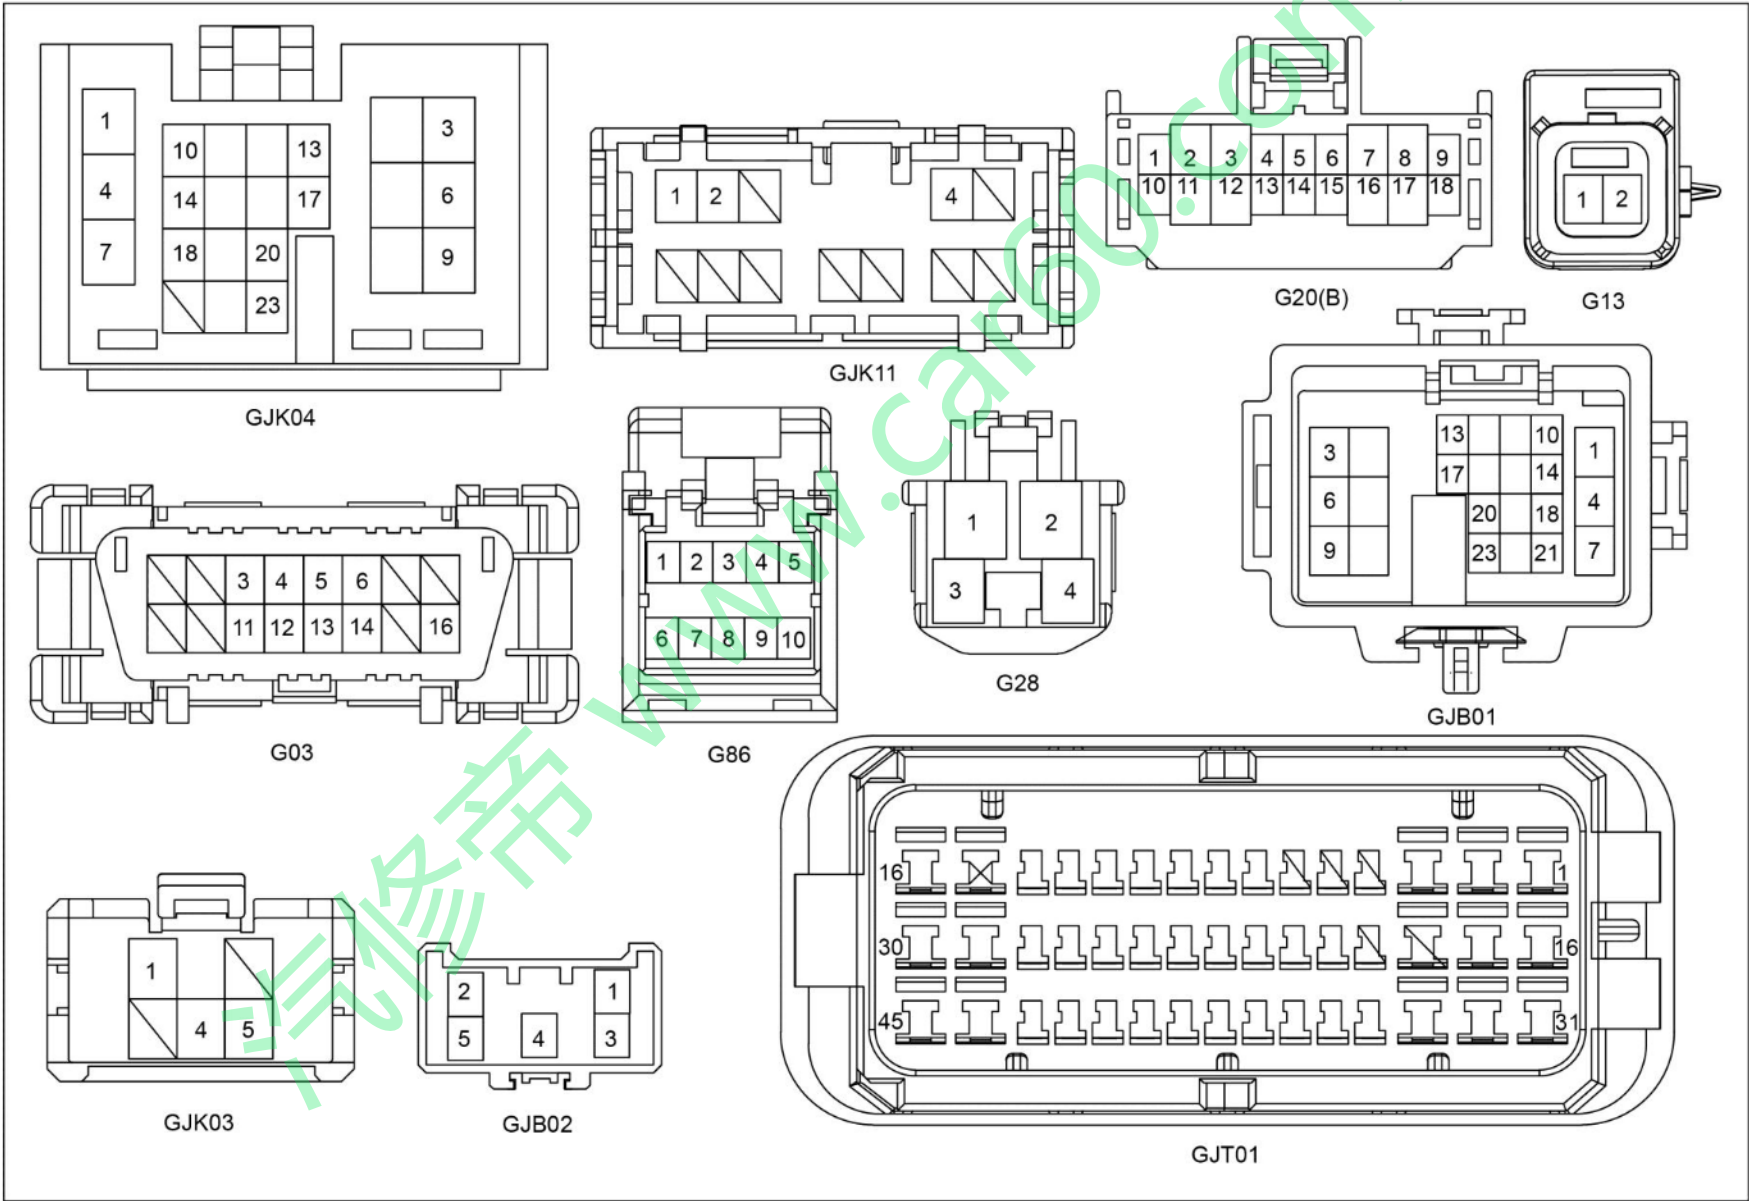 1
4
7
10 13
14 17
18 20
23
3
6
9
GJK04
1 2 4
GJK11
1 2 3 4 5 6 7 8 9
10 11 12 13 14 15 16 17 18
G20(B)
1 2
G13
3 4 5 6
11 12 13 14 16
G03
1 2 3 4 5
6 7 8 9 10
G86
1 2
3 4
G28
3
6
9
13 10
17 14
20 18
23 21
1
4
7
GJB01
1
4 5
GJK03
2 1
5 4 3
GJB02
16 1
30 16
45 31
GJT01
汽修帝 www.car60.com